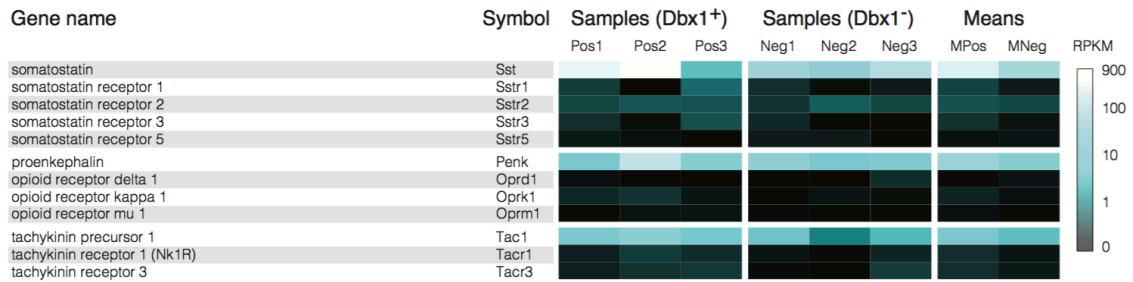 Gene name Symbol Samples (Dbx1+) Samples (Dbx1-) Means
Pos1 Pos2 Pos3 Neg1 Neg2 Neg3 MPos MNeg RPKM
somatostatin Sst 900
somatostatin receptor 1 Sstr1
somatostatin receptor 2 Sstr2 100
somatostatin receptor 3 Sstr3
somatostatin receptor 5 Sstr5
proenkephalin Penk 10
opioid receptor delta 1 Oprd1
opioid receptor kappa 1 Oprk1 1
opioid receptor mu 1 Oprm1
tachykinin precursor 1 Tac1
tachykinin receptor 1 (Nk1R) Tacr1 0
tachykinin receptor 3 Tacr3